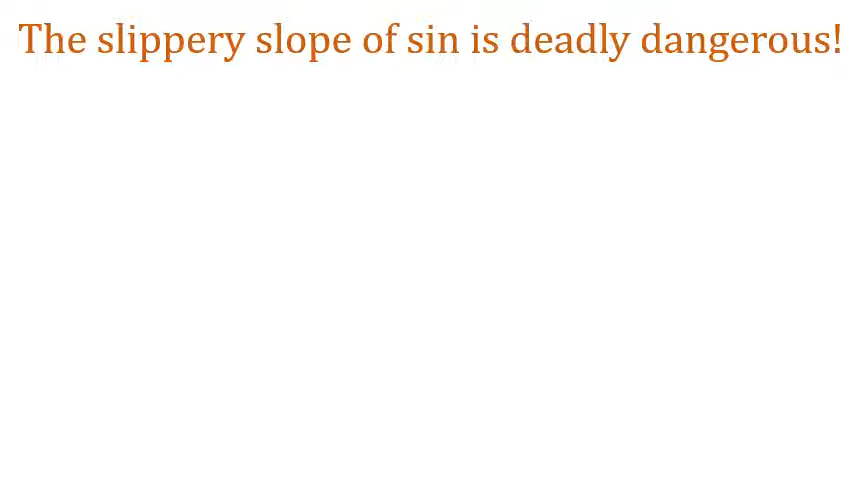 The slippery slope of sin is deadly dangerous!